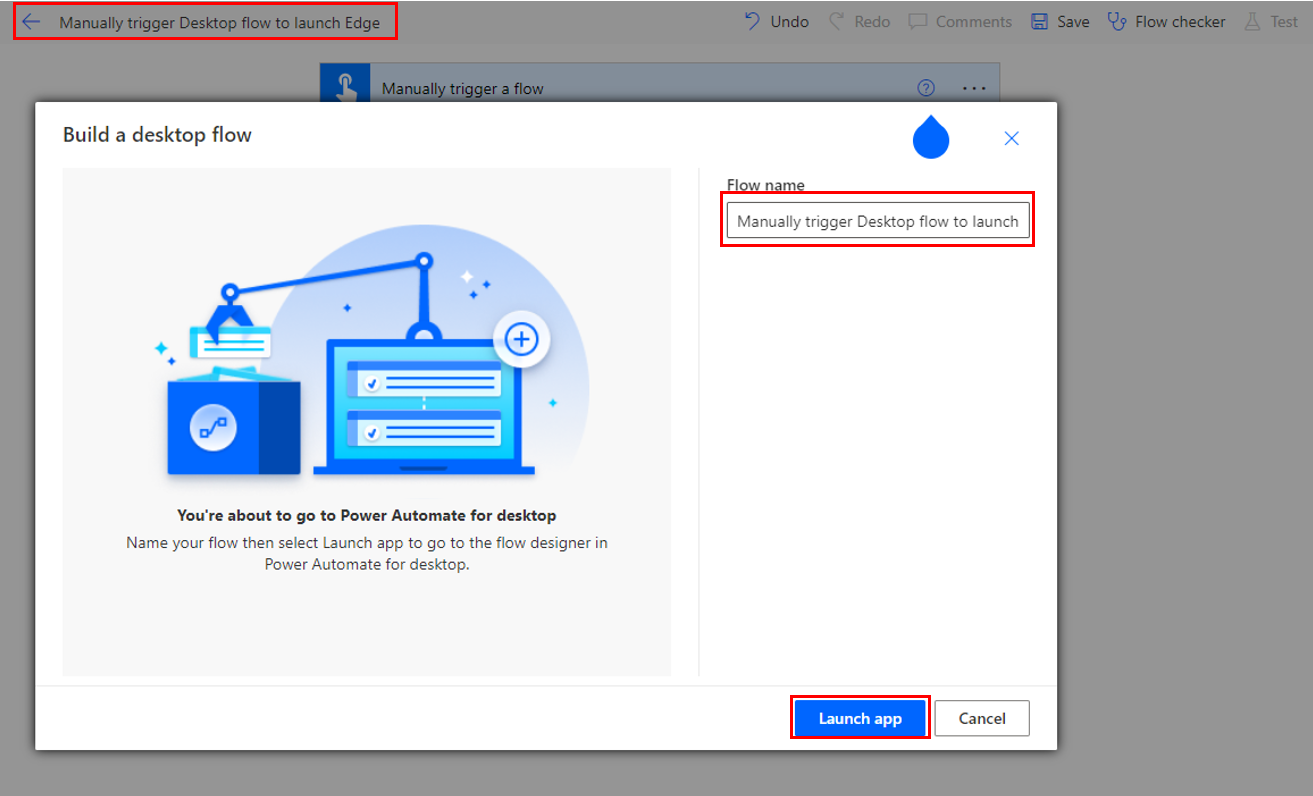 Manually trigger Desktop flow to launch Edge
Undo
Redo
Comments
Save
Flow checker
Test
Manually trigger a flow
Build a desktop flow
Flow name
Manually trigger Desktop flow to launch
You're about to go to Power Automate for desktop
Name your flow then select Launch app to go to the flow designer in
Power Automate for desktop.
Launch app
Cancel